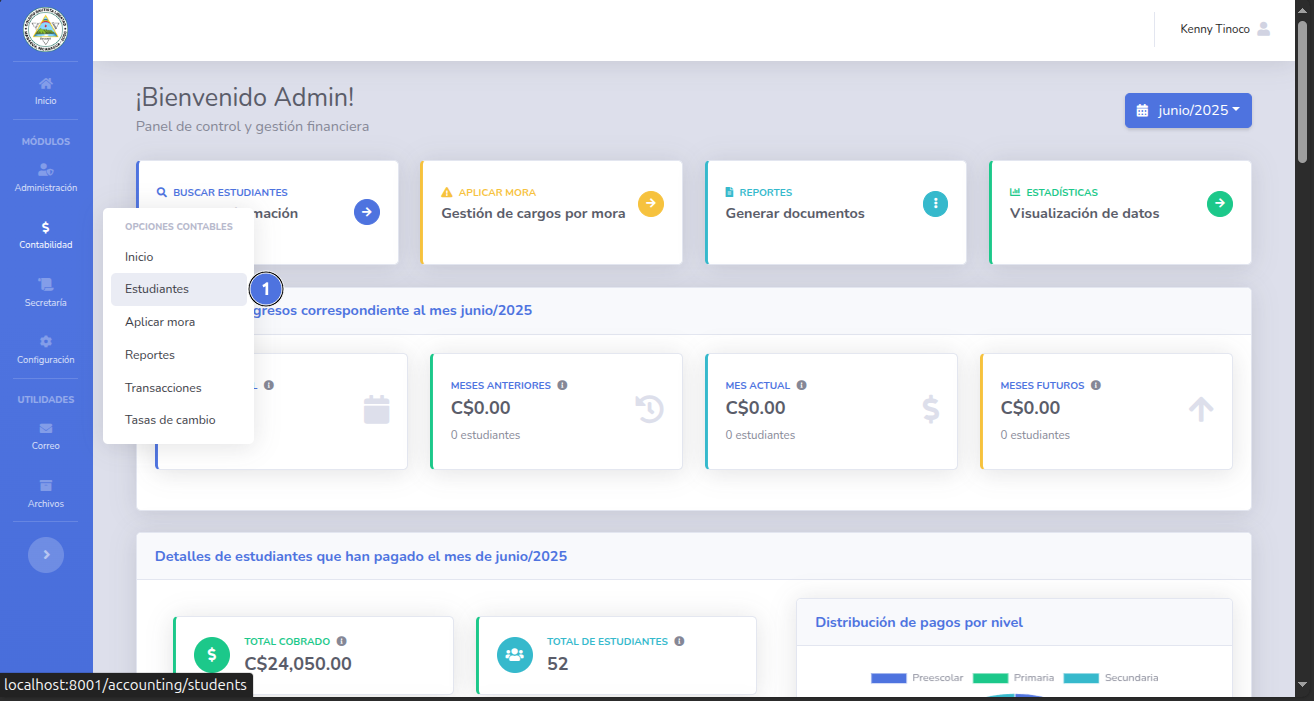 Kenny Tinoco
Inicio
MÓDULOS
Administración
Contabilidad
Secretaría
Configuración
UTILIDADES
Correo
Archivos
¡Bienvenido Admin!
Panel de control y gestión financiera
junio/2025
BUSCAR ESTUDIANTES
APLICAR MORA
Gestión de cargos por mora
REPORTES
Generar documentos
ESTADÍSTICAS
Visualización de datos
OPCIONES CONTABLES
Inicio
Estudiantes
1
Aplicar mora
Reportes
Transacciones
Tasas de cambio
correspondiente al mes junio/2025
MESES ANTERIORES
C$0.00
0 estudiantes
MES ACTUAL
C$0.00
0 estudiantes
MESES FUTUROS
C$0.00
0 estudiantes
Detalles de estudiantes que han pagado el mes de junio/2025
TOTAL COBRADO
C$24,050.00
TOTAL DE ESTUDIANTES
52
Distribución de pagos por nivel
Preescolar Primaria Secundaria
localhost:8001/accounting/students